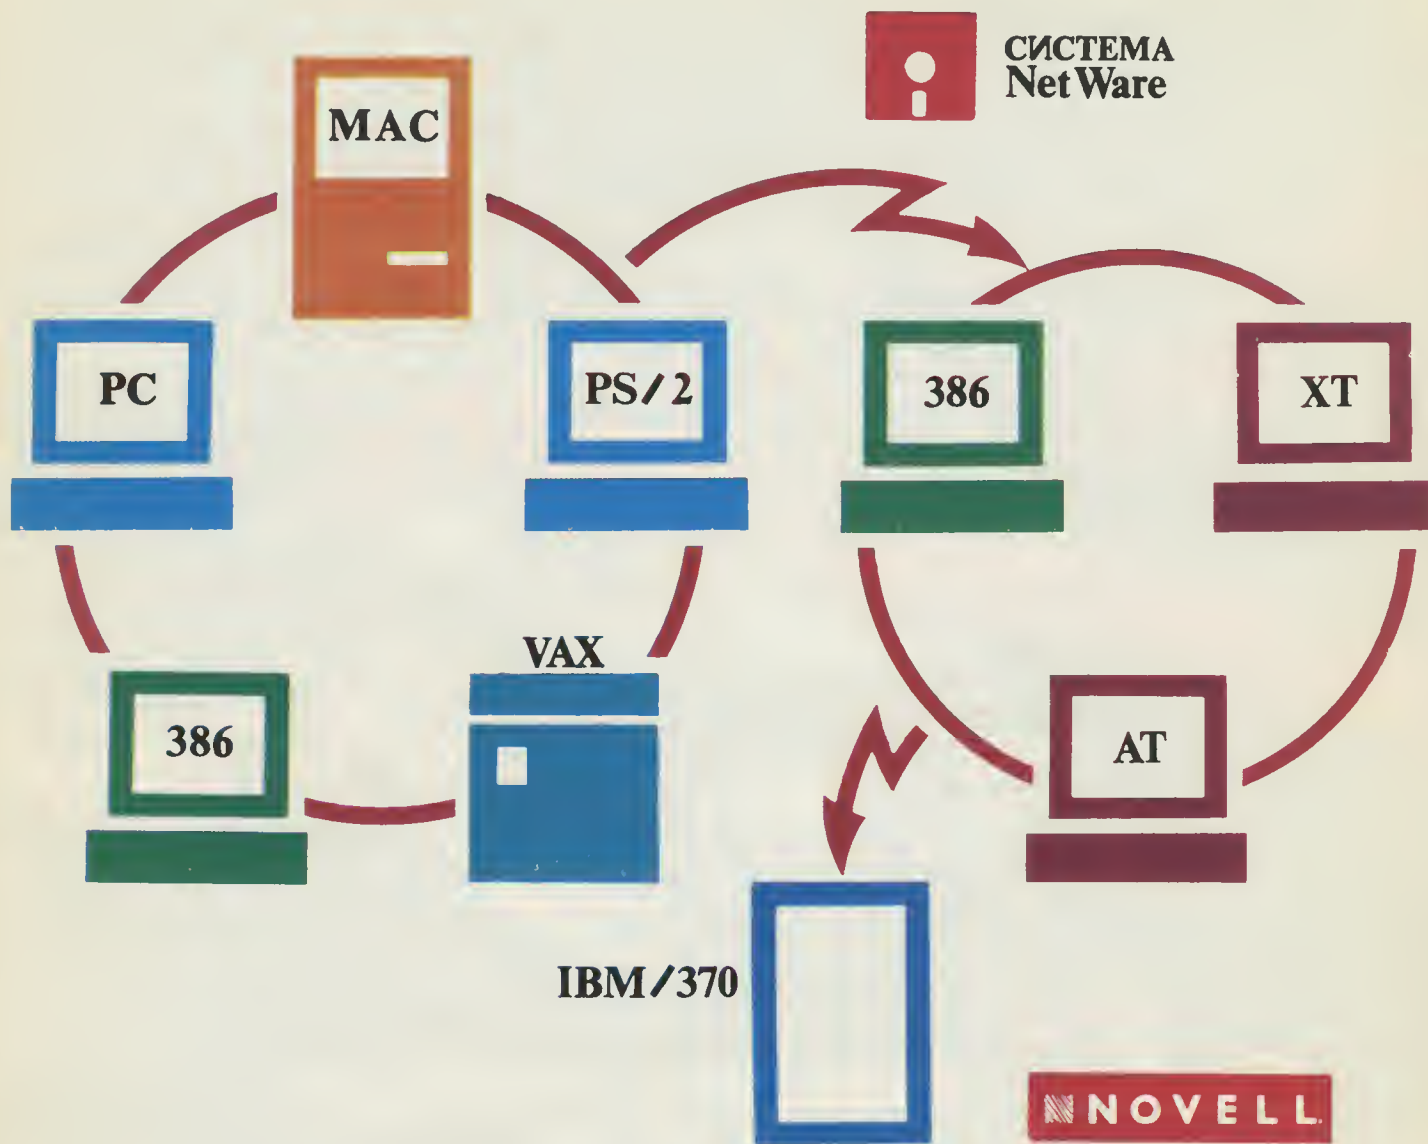 СИСТЕМА
NetWare
MAC
PC
PS/2
386
XT
VAX
386
AT
IBM/370
NOVELL